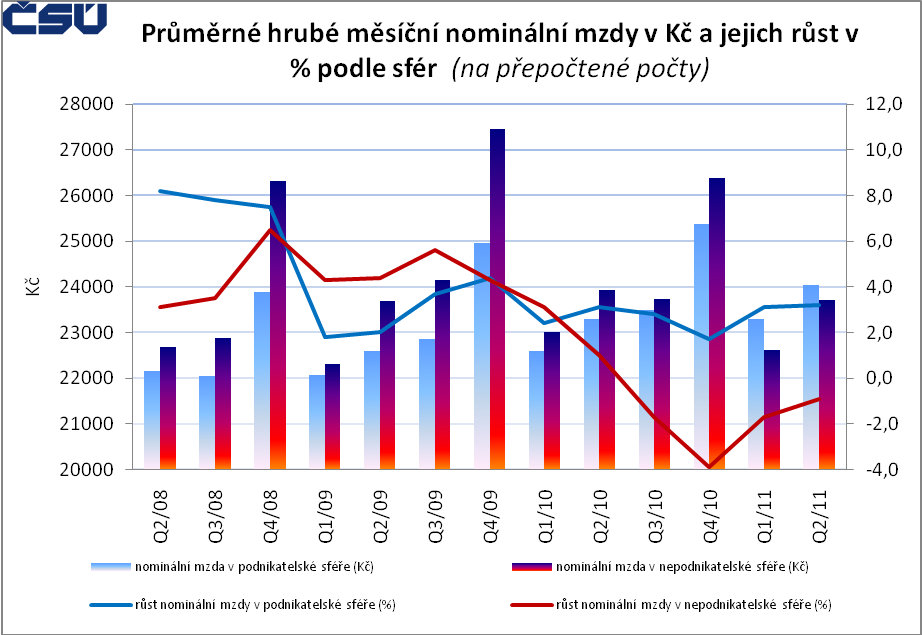 ČSÚ
Průměrné hrubé měsíční nominální mzdy v Kč a jejich růst v
% podle sfér (na přepočtené počty)
28000
27000
26000
25000
24000
23000
22000
21000
20000
Kč
12,0
10,0
8,0
6,0
4,0
2,0
0,0
-2,0
-4,0
Q2/08
Q3/08
Q4/08
Q1/09
Q2/09
Q3/09
Q4/09
Q1/10
Q2/10
Q3/10
Q4/10
Q1/11
Q2/11
nominální mzda v podnikatelské sféře (Kč)
nominální mzda v nepodnikatelské sféře (Kč)
růst nominální mzdy v podnikatelské sféře (%)
růst nominální mzdy v nepodnikatelské sféře (%)